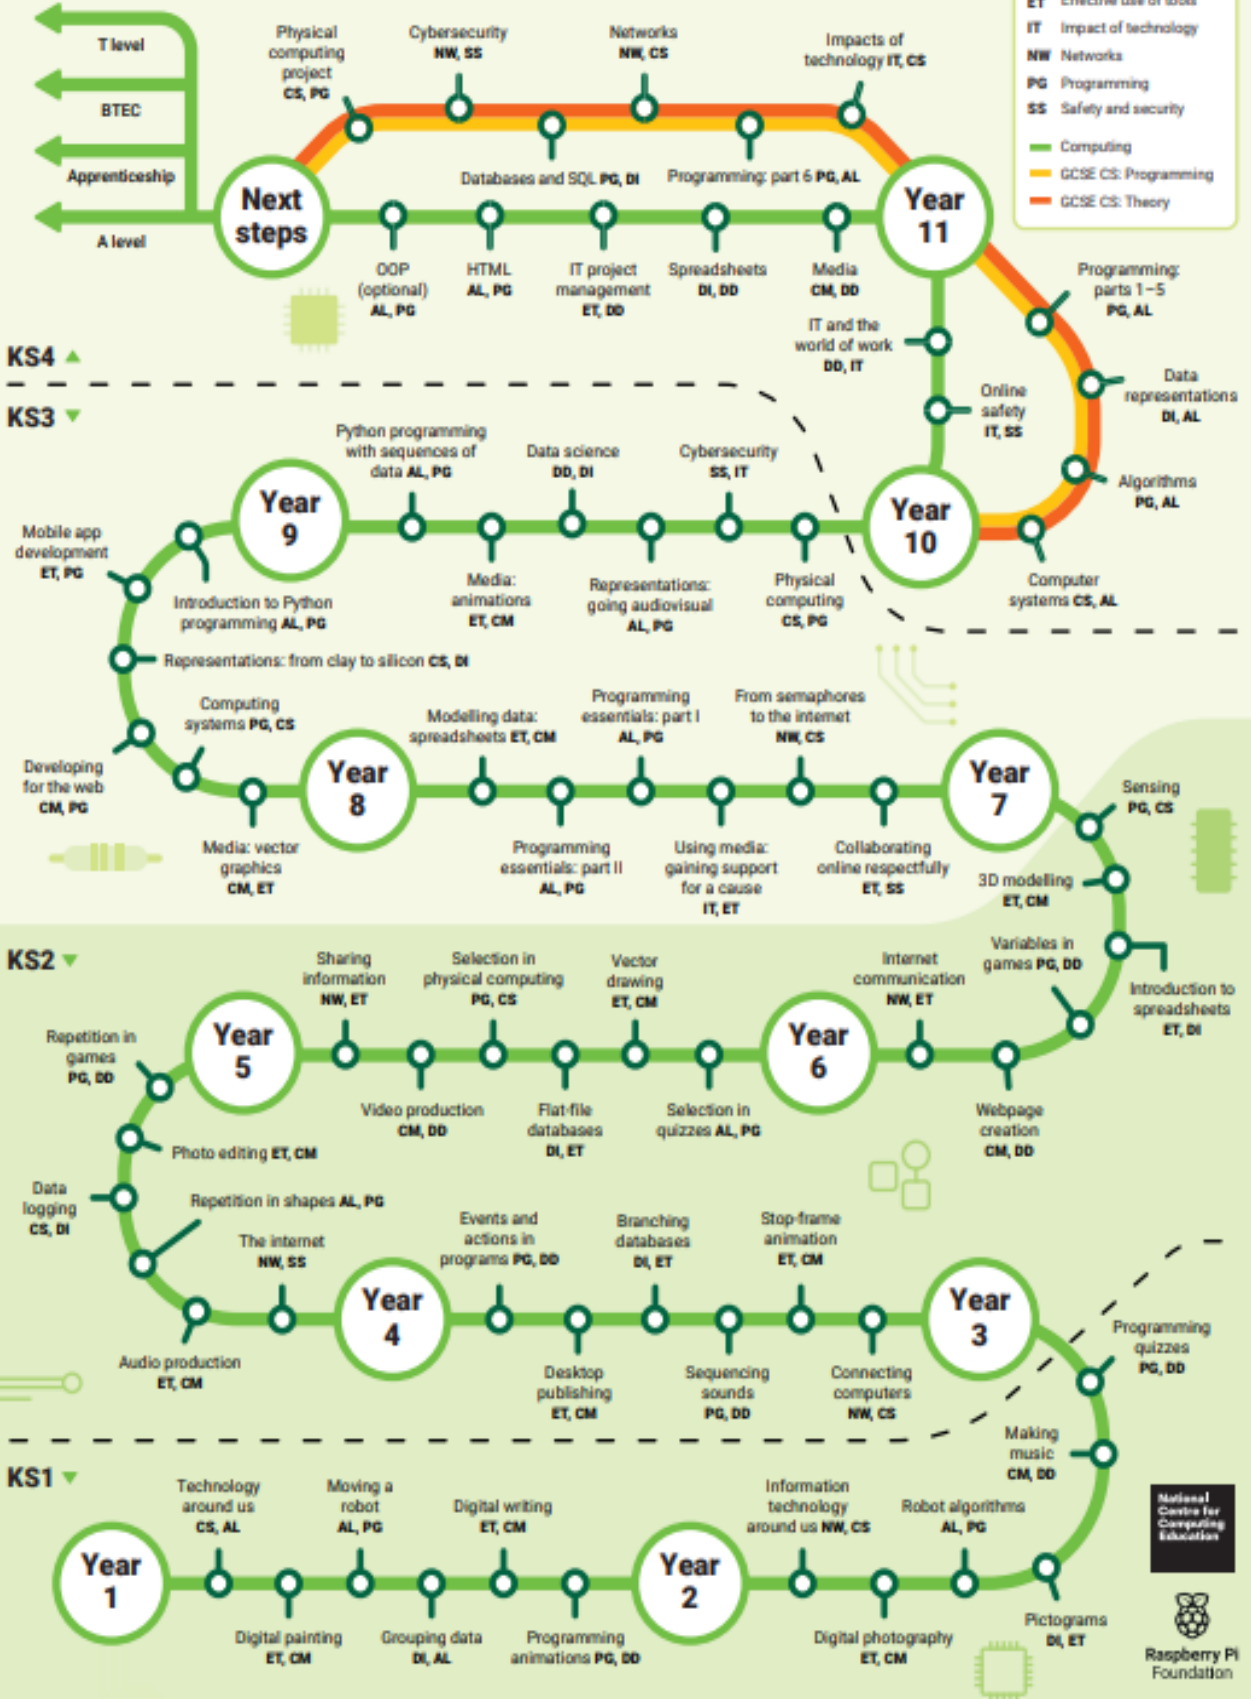 ET Effective use of tools
IT Impact of technology
NW Networks
PG Programming
SS Safety and security
Computing
GCSE CS: Programming
GCSE CS: Theory
T level
BTEC
Apprenticeship
A level
Next
steps
Physical
computing
project
CS, PG
Cybersecurity
NW, SS
Networks
NW, CS
Impacts of
technology IT, CS
Databases and SQL PG, DI
Programming: part 6 PG, AL
Year
11
OOP
(optional)
AL, PG
HTML
AL, PG
IT project
management
ET, DD
Spreadsheets
DI, DD
Media
CM, DD
Programming:
parts 1–5
PG, AL
IT and the
world of work
DD, IT
Data
representations
DI, AL
Online
safety
IT, SS
Algorithms
PG, AL
Computer
systems CS, AL
KS4
KS3
Year
10
Python programming
with sequences of
data AL, PG
Data science
DD, DI
Cybersecurity
SS, IT
Year
9
Media:
animations
ET, CM
Representations:
going audiovisual
AL, PG
Physical
computing
CS, PG
Mobile app
development
ET, PG
Introduction to Python
programming AL, PG
Representations: from clay to silicon CS, DI
Computing
systems PG, CS
Developing
for the web
CM, PG
Media: vector
graphics
CM, ET
Year
8
Modelling data:
spreadsheets ET, CM
Programming
essentials: part I
AL, PG
From semaphores
to the internet
NW, CS
Programming
essentials: part II
AL, PG
Using media:
gaining support
for a cause
IT, ET
Collaborating
online respectfully
ET, SS
Year
7
Sensing
PG, CS
3D modelling
ET, CM
Variables in
games PG, DD
Introduction to
spreadsheets
ET, DI
KS2
Sharing
information
NW, ET
Selection in
physical computing
PG, CS
Vector
drawing
ET, CM
Internet
communication
NW, ET
Year
5
Year
6
Repetition in
games
PG, DD
Video production
CM, DD
Flat-file
databases
DI, ET
Selection in
quizzes AL, PG
Webpage
creation
CM, DD
Photo editing ET, CM
Data
logging
CS, DI
Repetition in shapes AL, PG
The internet
NW, SS
Audio production
ET, CM
Events and
actions in
programs PG, DD
Branching
databases
DI, ET
Stop-frame
animation
ET, CM
Year
4
Year
3
Desktop
publishing
ET, CM
Sequencing
sounds
PG, DD
Connecting
computers
NW, CS
Programming
quizzes
PG, DD
Making
music
CM, DD
KS1
Technology
around us
CS, AL
Moving a
robot
AL, PG
Digital writing
ET, CM
Information
technology
around us NW, CS
Robot algorithms
AL, PG
Year
1
Year
2
Digital painting
ET, CM
Grouping data
DI, AL
Programming
animations PG, DD
Digital photography
ET, CM
Pictograms
DI, ET
National
Centre for
Computing
Education
Raspberry Pi
Foundation